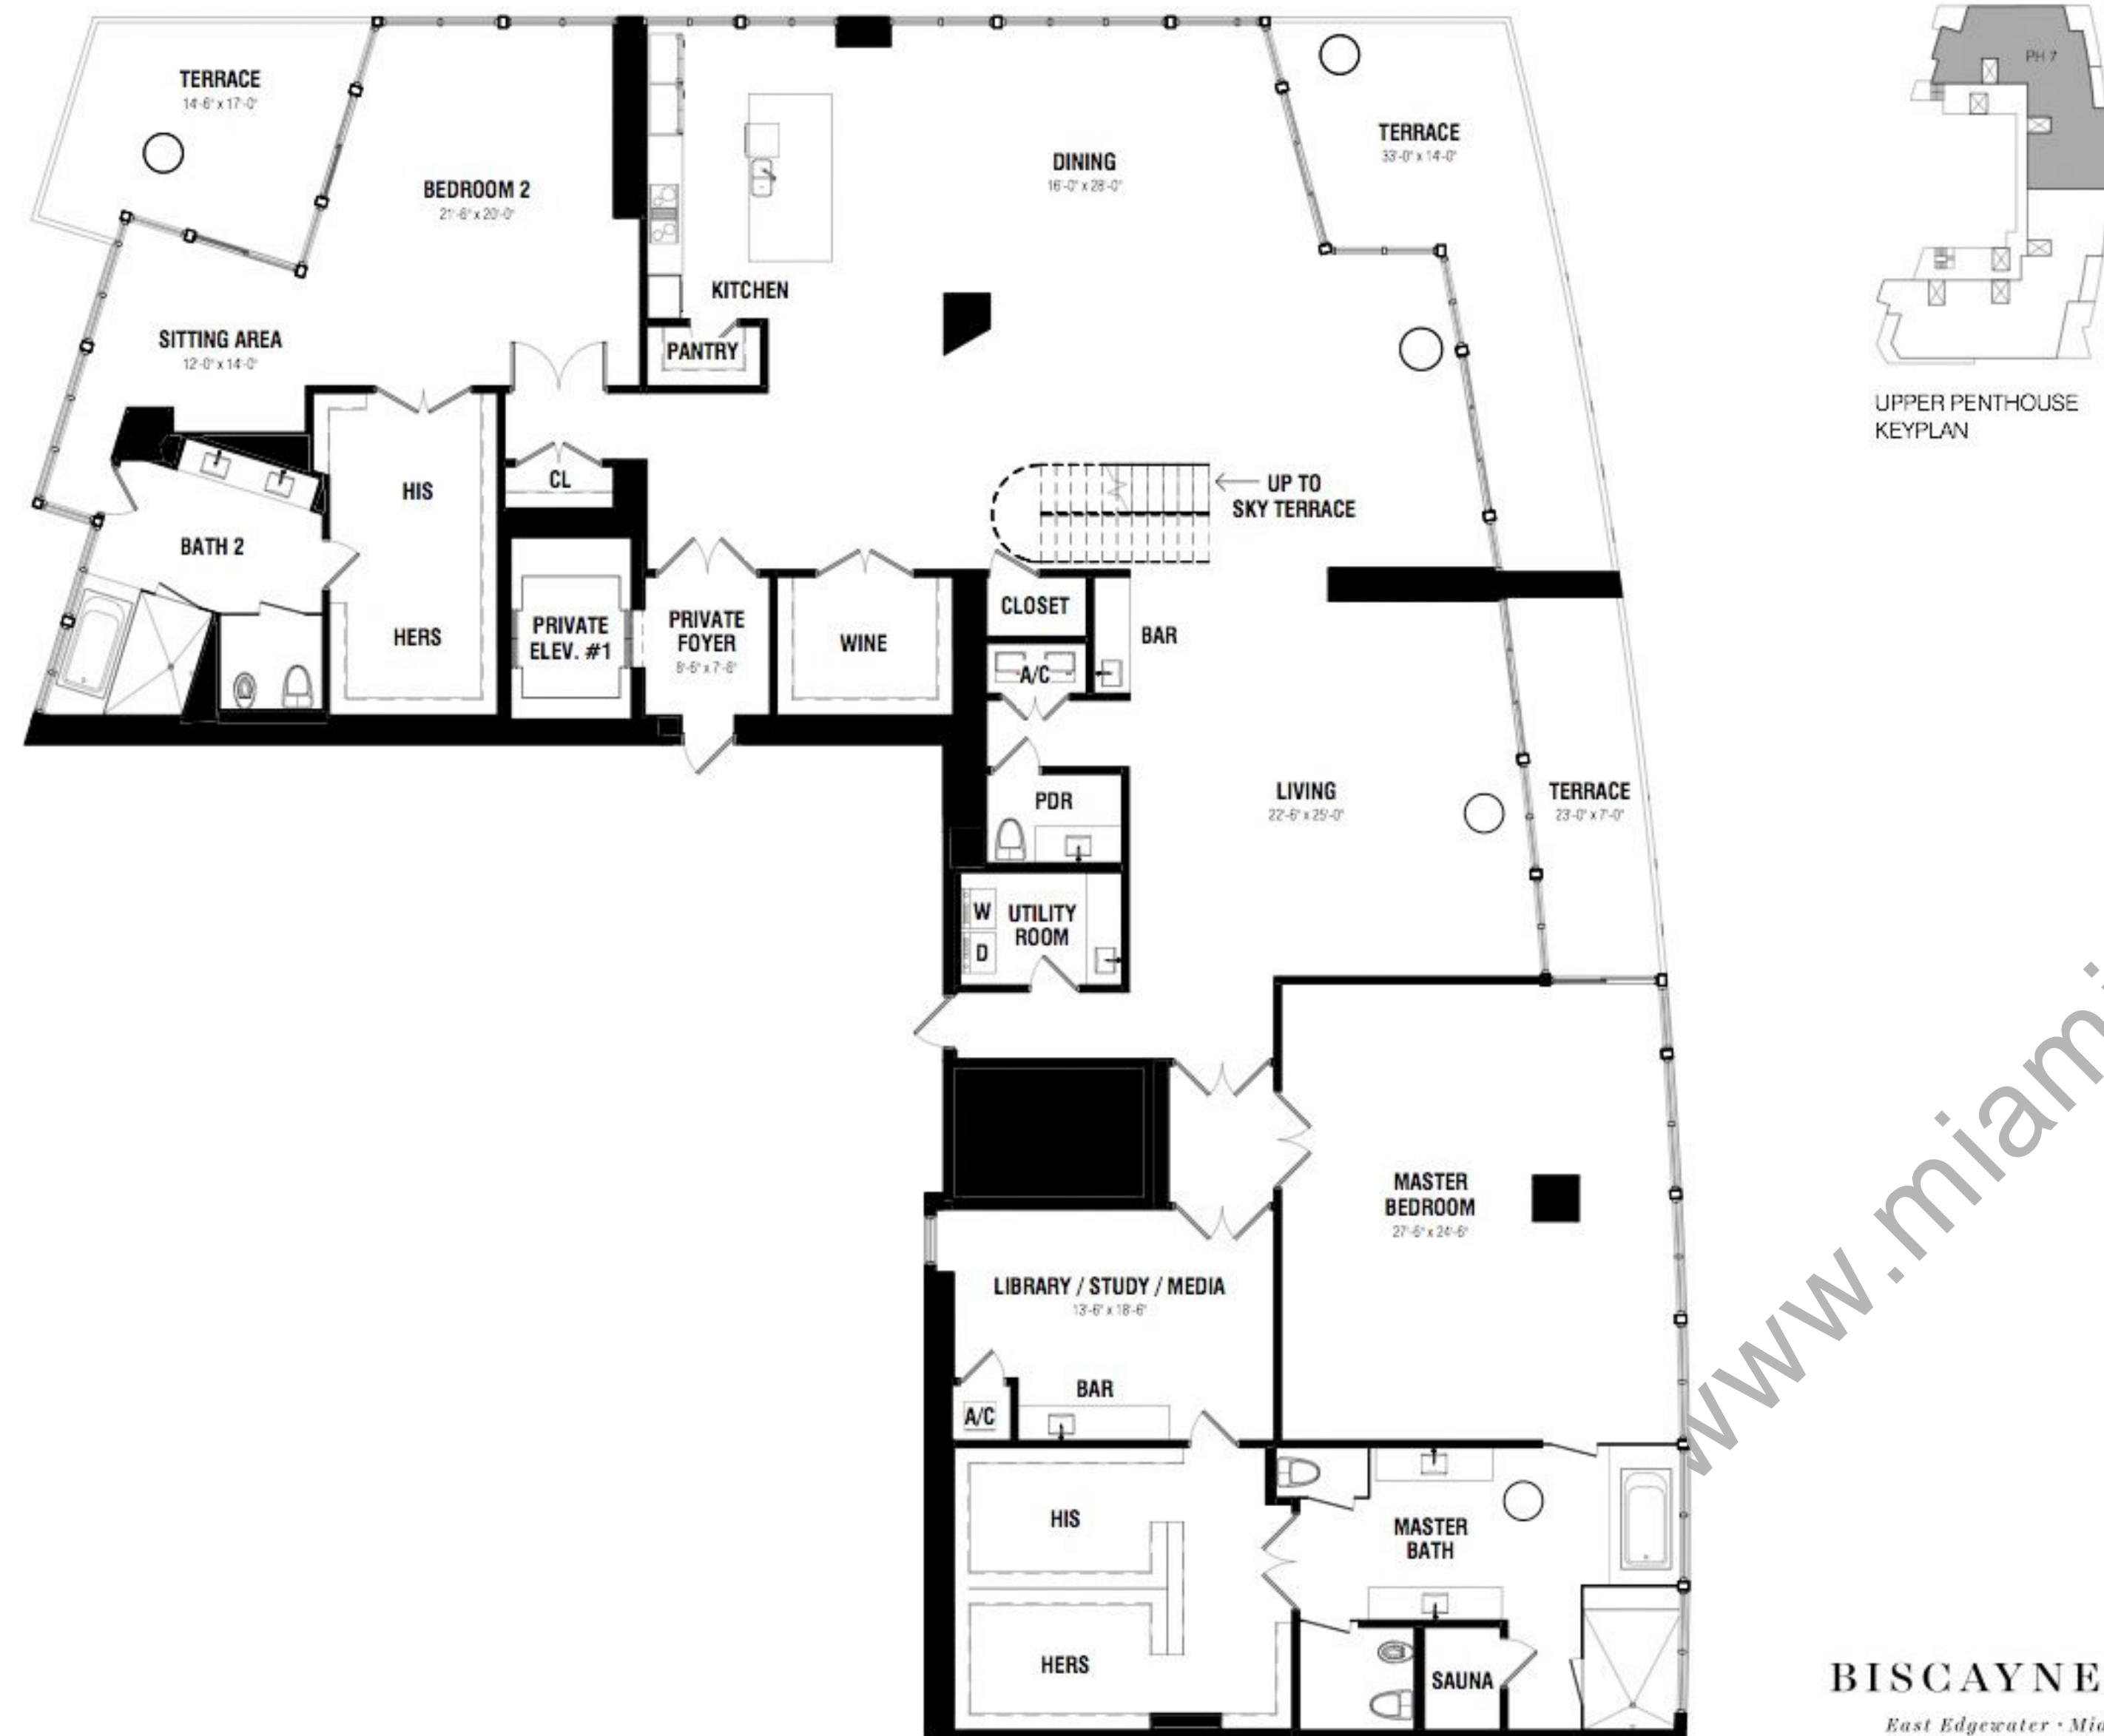 TERRACE
14'-6" x 17'-0"
BEDROOM 2
21'-6" x 20'-0"
DINING
16'-0" x 28'-0"
TERRACE
33'-0" x 14'-0"
PH 7
KITCHEN
PANTRY
SITTING AREA
12'-0" x 14'-0"
UPPER PENTHOUSE
KEYPLAN
HIS
CL
UP TO
SKY TERRACE
BATH 2
HERS
PRIVATE
ELEV. #1
PRIVATE
FOYER
8'-6" x 7'-6"
WINE
CLOSET
BAR
A/C
PDR
LIVING
22'-6" x 25'-0"
TERRACE
23'-0" x 7'-0"
W
D
UTILITY
ROOM
MASTER
BEDROOM
27'-6" x 24'-6"
LIBRARY / STUDY / MEDIA
13'-6" x 18'-6"
BAR
A/C
HIS
MASTER
BATH
HERS
SAUNA
www.miami
BISCAYNE
East Edgewater · Mia